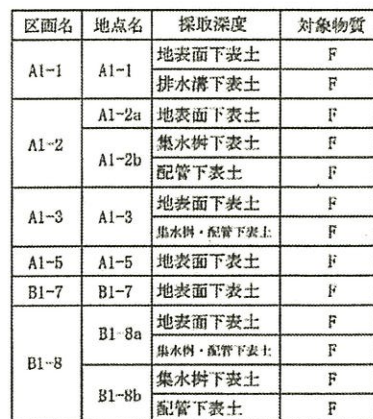 区画名 地点名 採取深度 対象物質
A1-1 A1-1 地表面下表土 F
排水溝下表土 F
A1-2 A1-2a 地表面下表土 F
A1-2b 集水桝下表土 F
配管下表土 F
A1-3 A1-3 地表面下表土 F
集水桝・配管下表土 F
A1-5 A1-5 地表面下表土 F
B1-7 B1-7 地表面下表土 F
B1-8 B1-8a 地表面下表土 F
集水桝・配管下表土 F
B1-8b 集水桝下表土 F
配管下表土 F